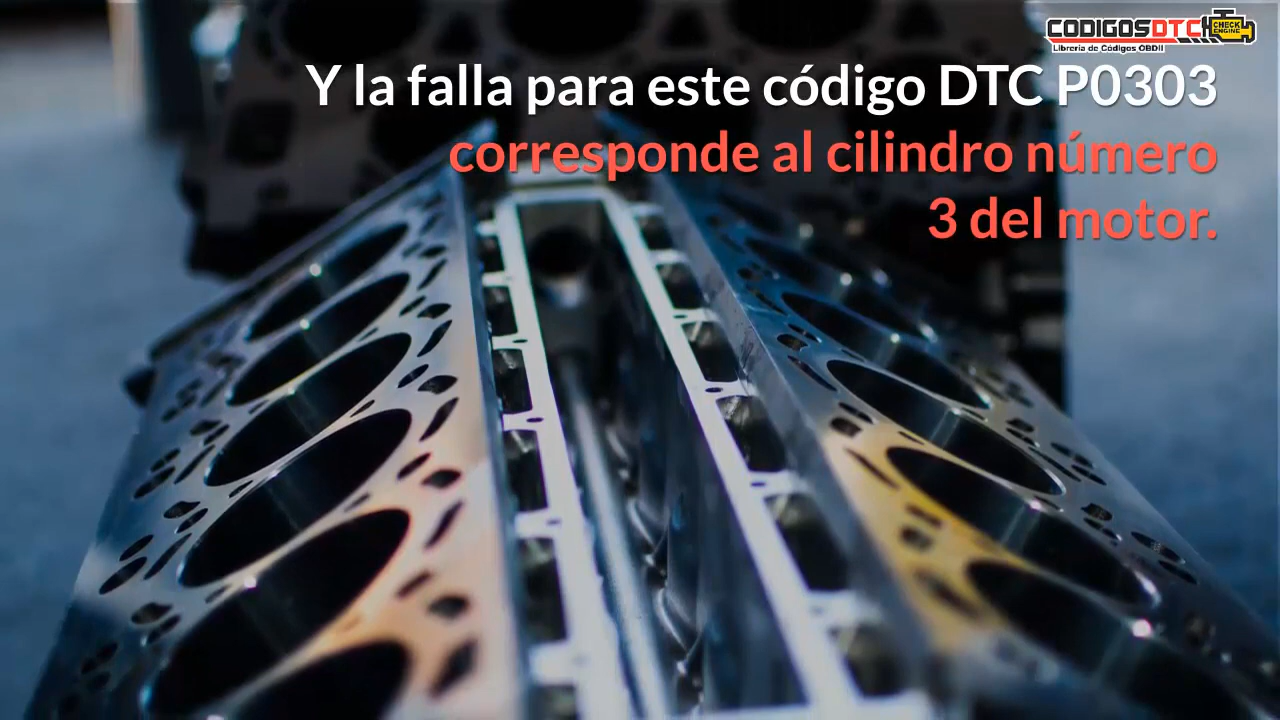 CODIGOSDTC
CHECK
ENGINE
Libreria de Códigos OBDII
Y la falla para este código DTC P0303
corresponde al cilindro número
3 del motor.